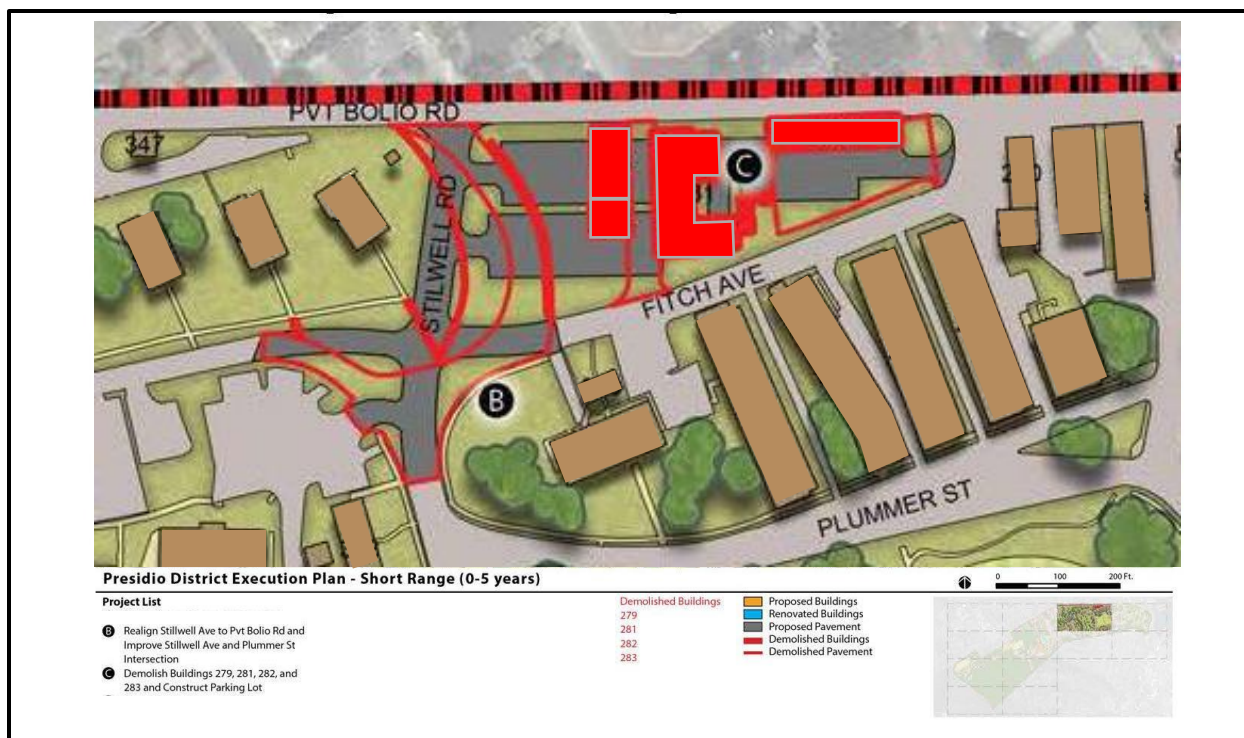 PVT BOLIO RD
347
C
STILWELL RD
FITCH AVE
B
PLUMMER ST
Presidio District Execution Plan - Short Range (0-5 years)
0 100 200 Ft.
Project List
B Realign Stillwell Ave to Pvt Bolio Rd and
Improve Stillwell Ave and Plummer St
Intersection
C Demolish Buildings 279, 281, 282, and
283 and Construct Parking Lot
Demolished Buildings
279
281
282
283
Proposed Buildings
Renovated Buildings
Proposed Pavement
Demolished Buildings
Demolished Pavement